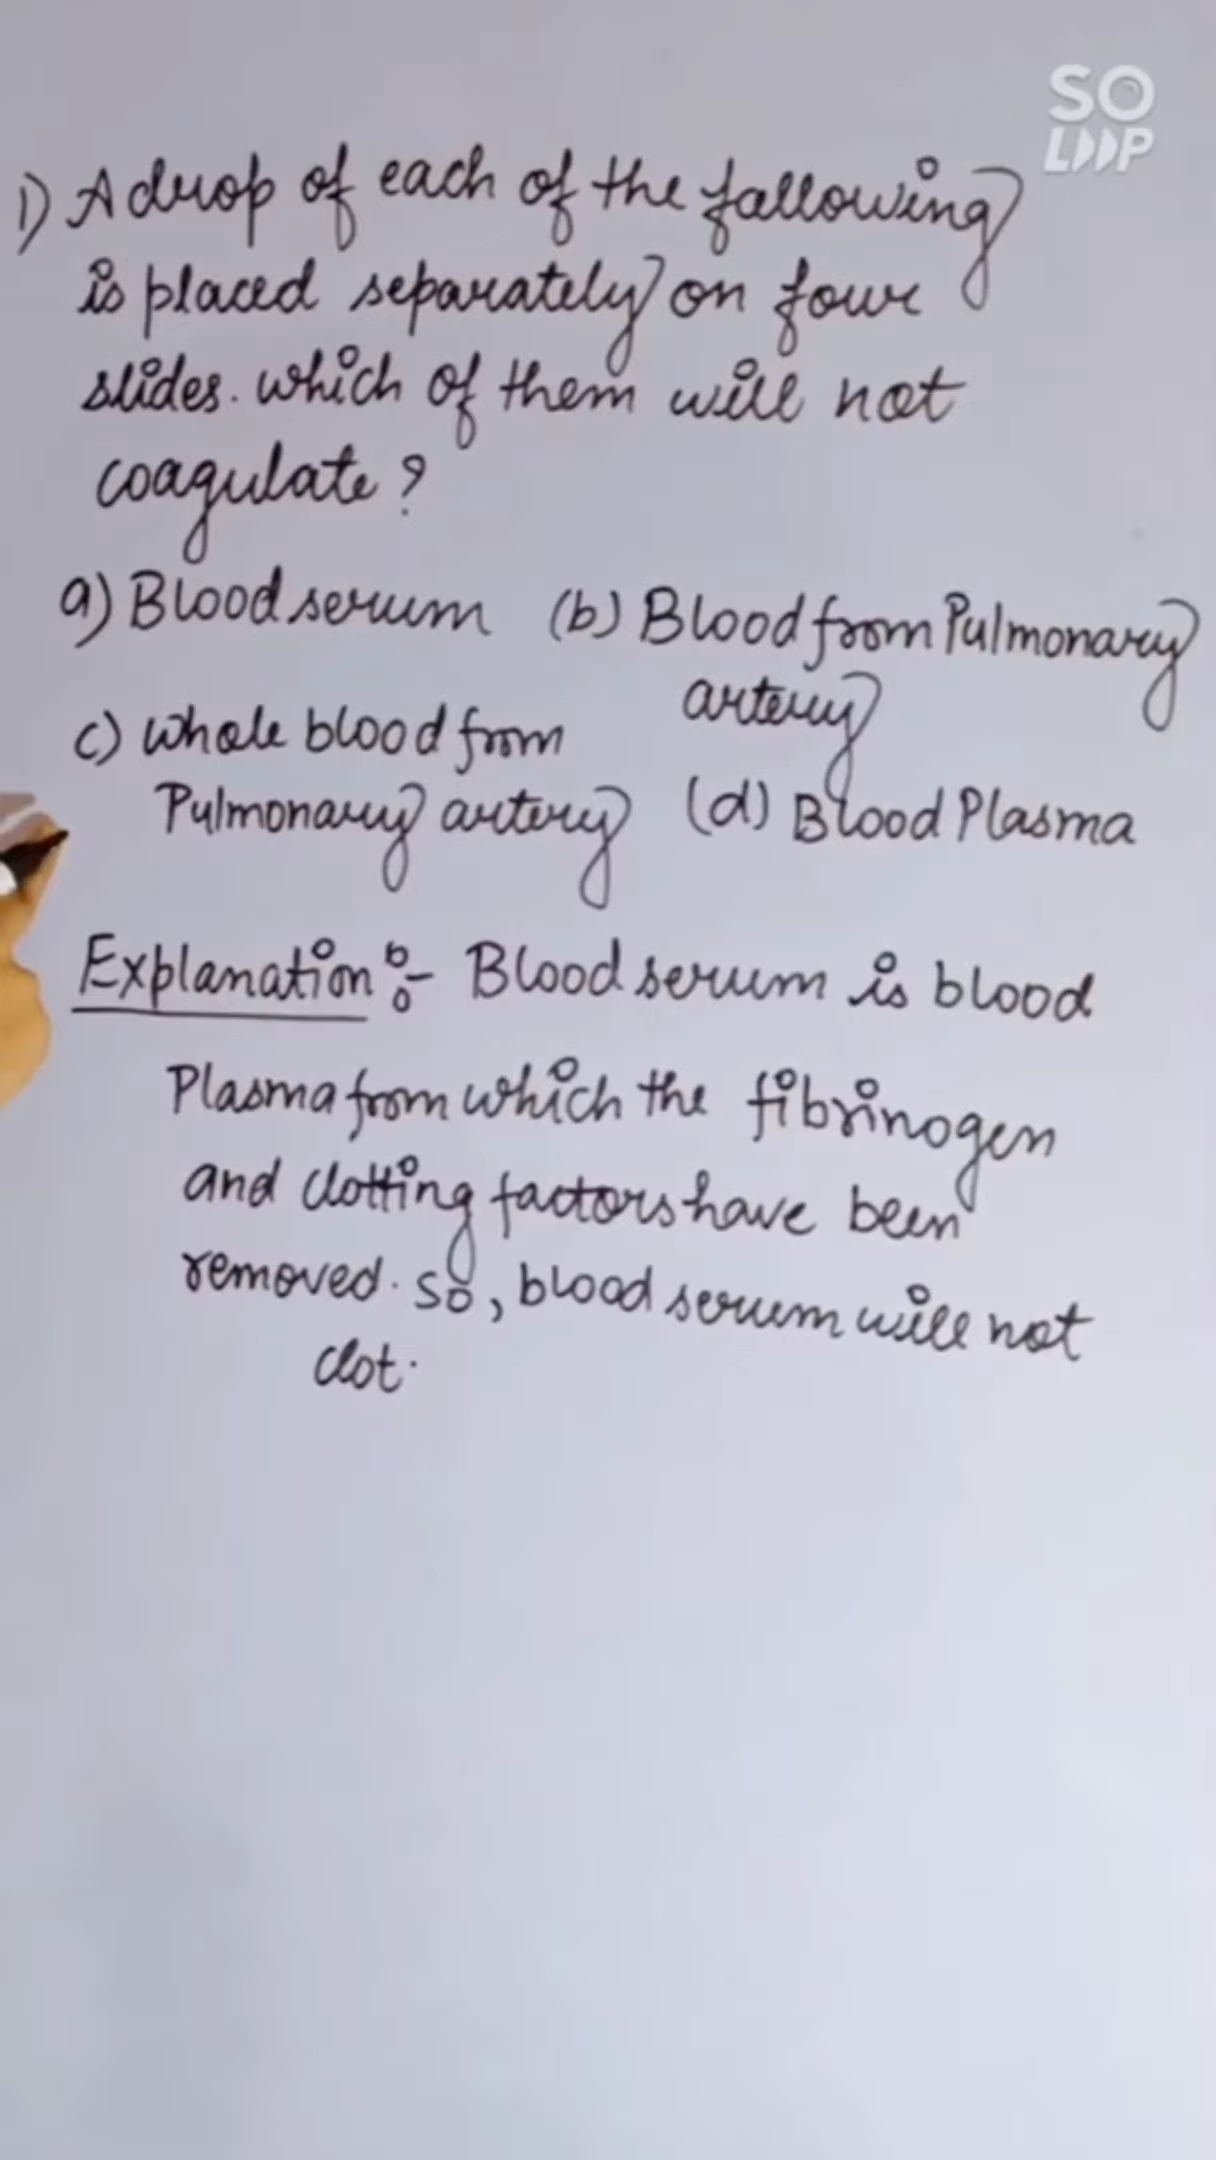 SO
LOOP
1) A drop of each of the fallowing
is placed separately on four
slides. which of them will not
coagulate?
a) Blood serum (b) Blood from Pulmonary
artery
c) whole blood from
Pulmonary artery (d) Blood Plasma
Explanation :- Blood serum is blood
Plasma from which the fibrinogen
and clotting factors have been
removed. So, blood serum will not
clot.